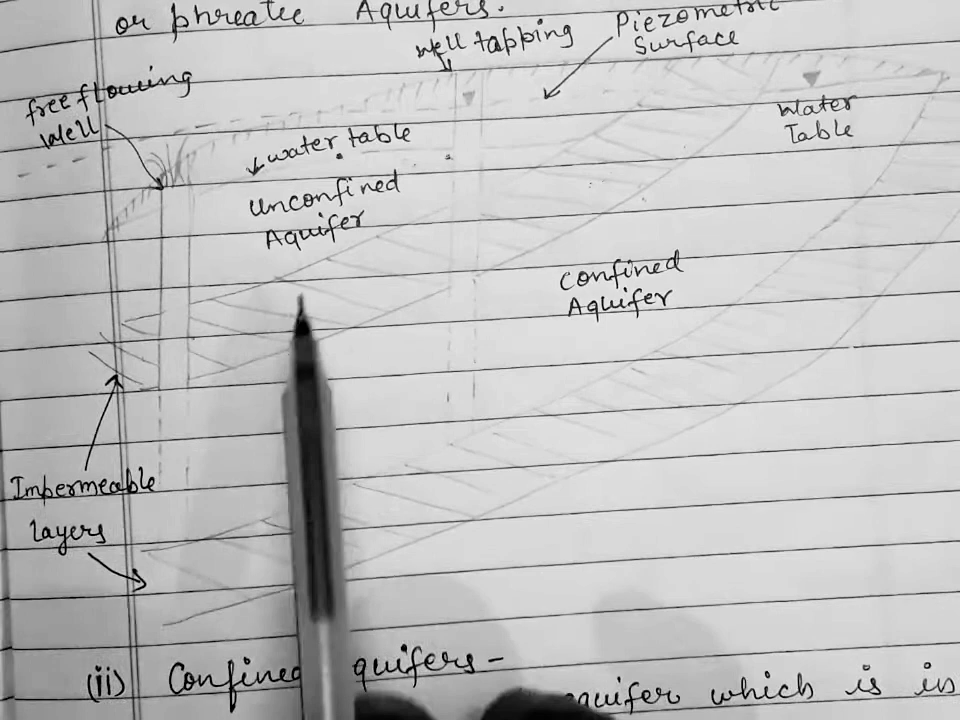 or phreatic Aquifers.
well tapping
Piezometric
Surface
free flowing
well
water table
Water
Table
Unconfined
Aquifer
Confined
Aquifer
Impermeable
layers
(ii) Confined quifers-
aquifer which is in